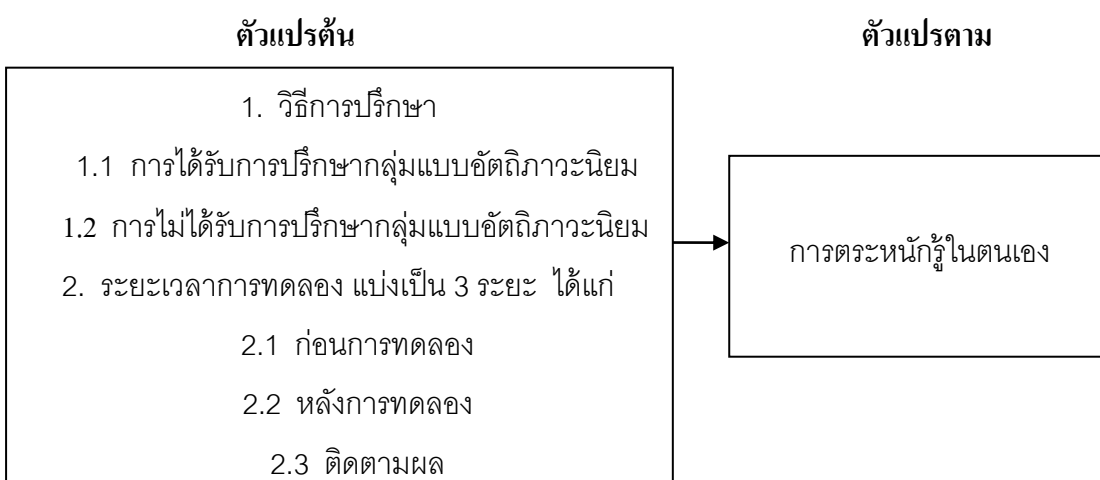 ตัวแปรต้น
ตัวแปรตาม
1. วิธีการปรึกษา
1.1 การได้รับการปรึกษากลุ่มแบบอัตถิภาวะนิยม
1.2 การไม่ได้รับการปรึกษากลุ่มแบบอัตถิภาวะนิยม
2. ระยะเวลาการทดลอง แบ่งเป็น 3 ระยะ ได้แก่
2.1 ก่อนการทดลอง
2.2 หลังการทดลอง
2.3 ติดตามผล
การตระหนักรู้ในตนเอง